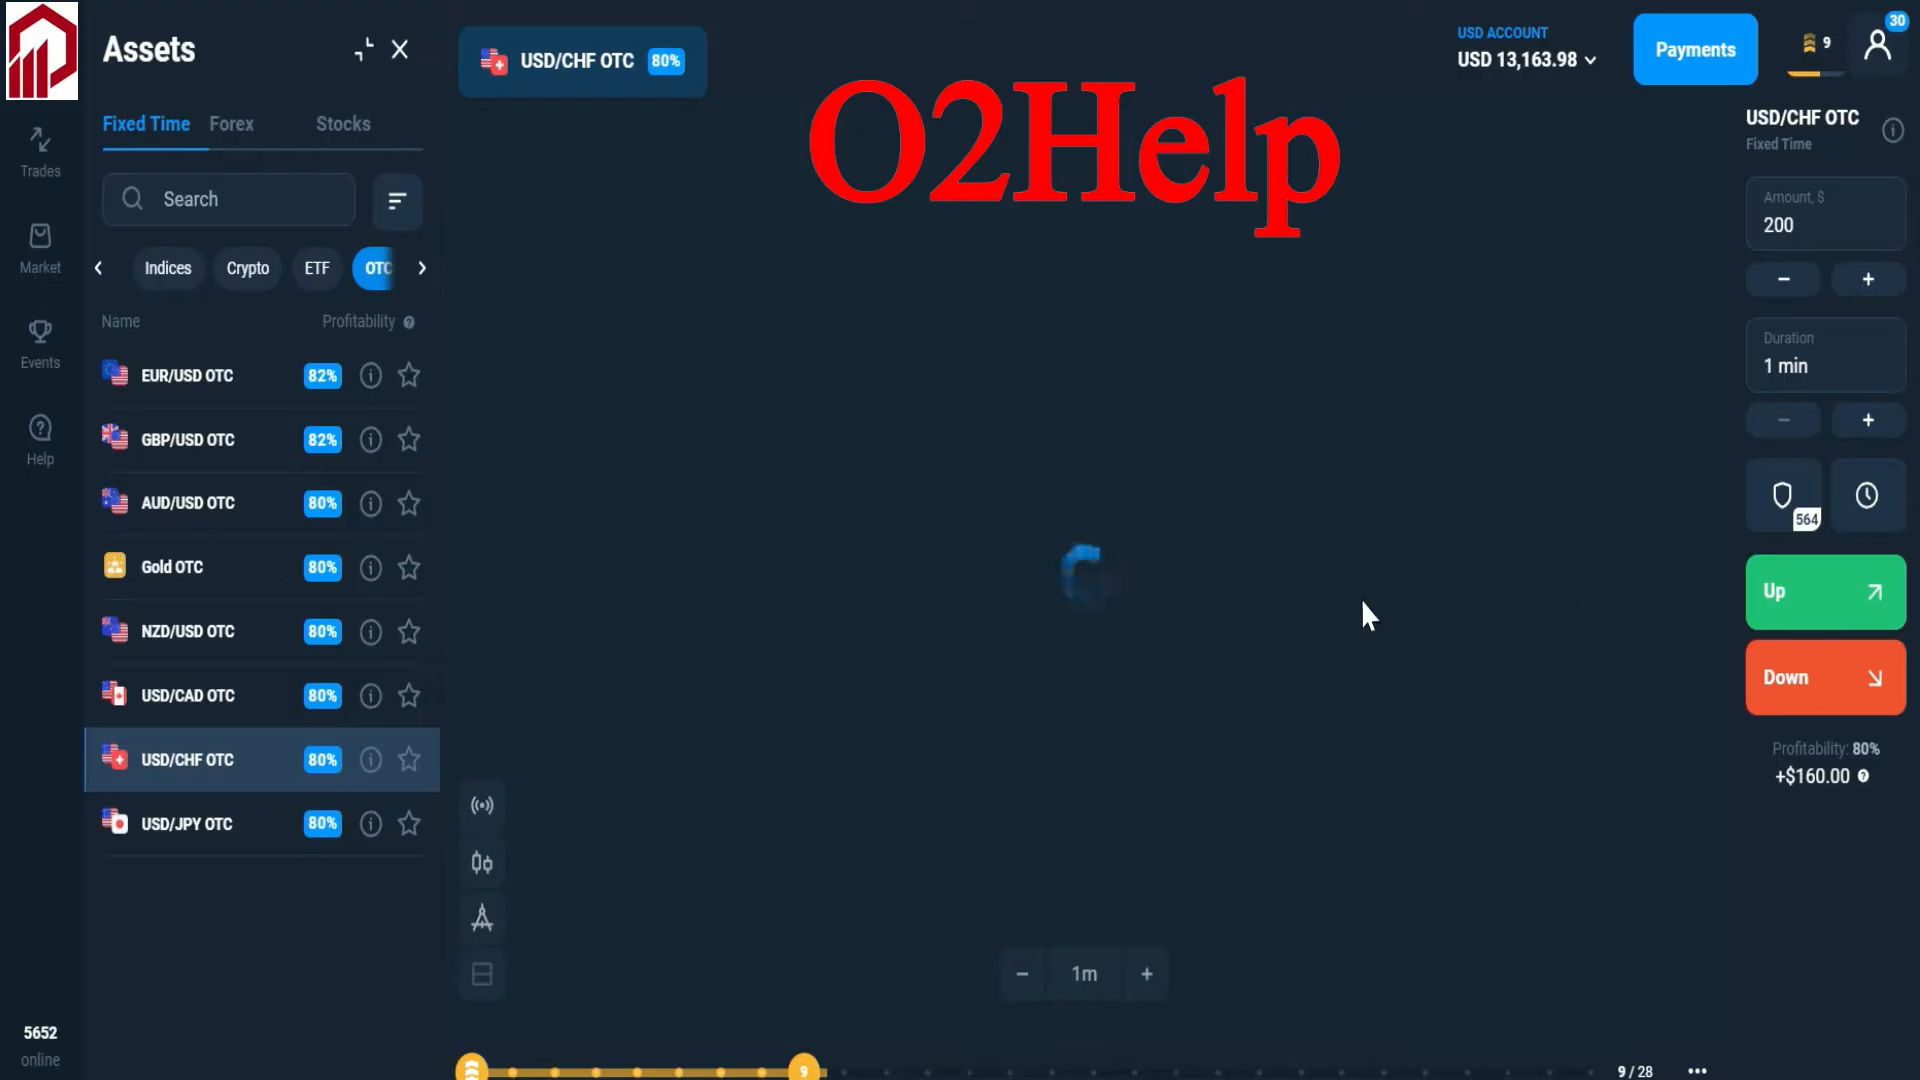 Assets
USD/CHF OTC 80%
USD ACCOUNT
USD 13,163.98
Payments
9
30
O2Help
Trades
Market
Events
Help
5652
online
Fixed Time Forex Stocks
Search
Indices Crypto ETF OTC
Name Profitability ?
EUR/USD OTC 82%
GBP/USD OTC 82%
AUD/USD OTC 80%
Gold OTC 80%
NZD/USD OTC 80%
USD/CAD OTC 80%
USD/CHF OTC 80%
USD/JPY OTC 80%
− 1m +
9
9 / 28
USD/CHF OTC
Fixed Time
Amount, $
200
− +
Duration
1 min
− +
564
Up
Down
Profitability: 80%
+$160.00 ?